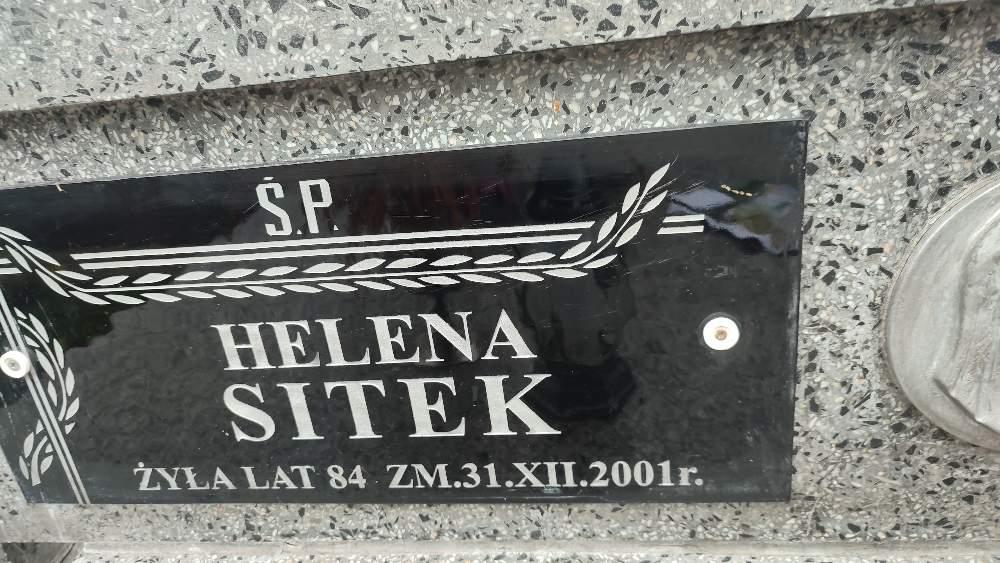 Ś.P.
HELENA
SITEK
ŻYŁA LAT 84 ZM.31.XII.2001r.